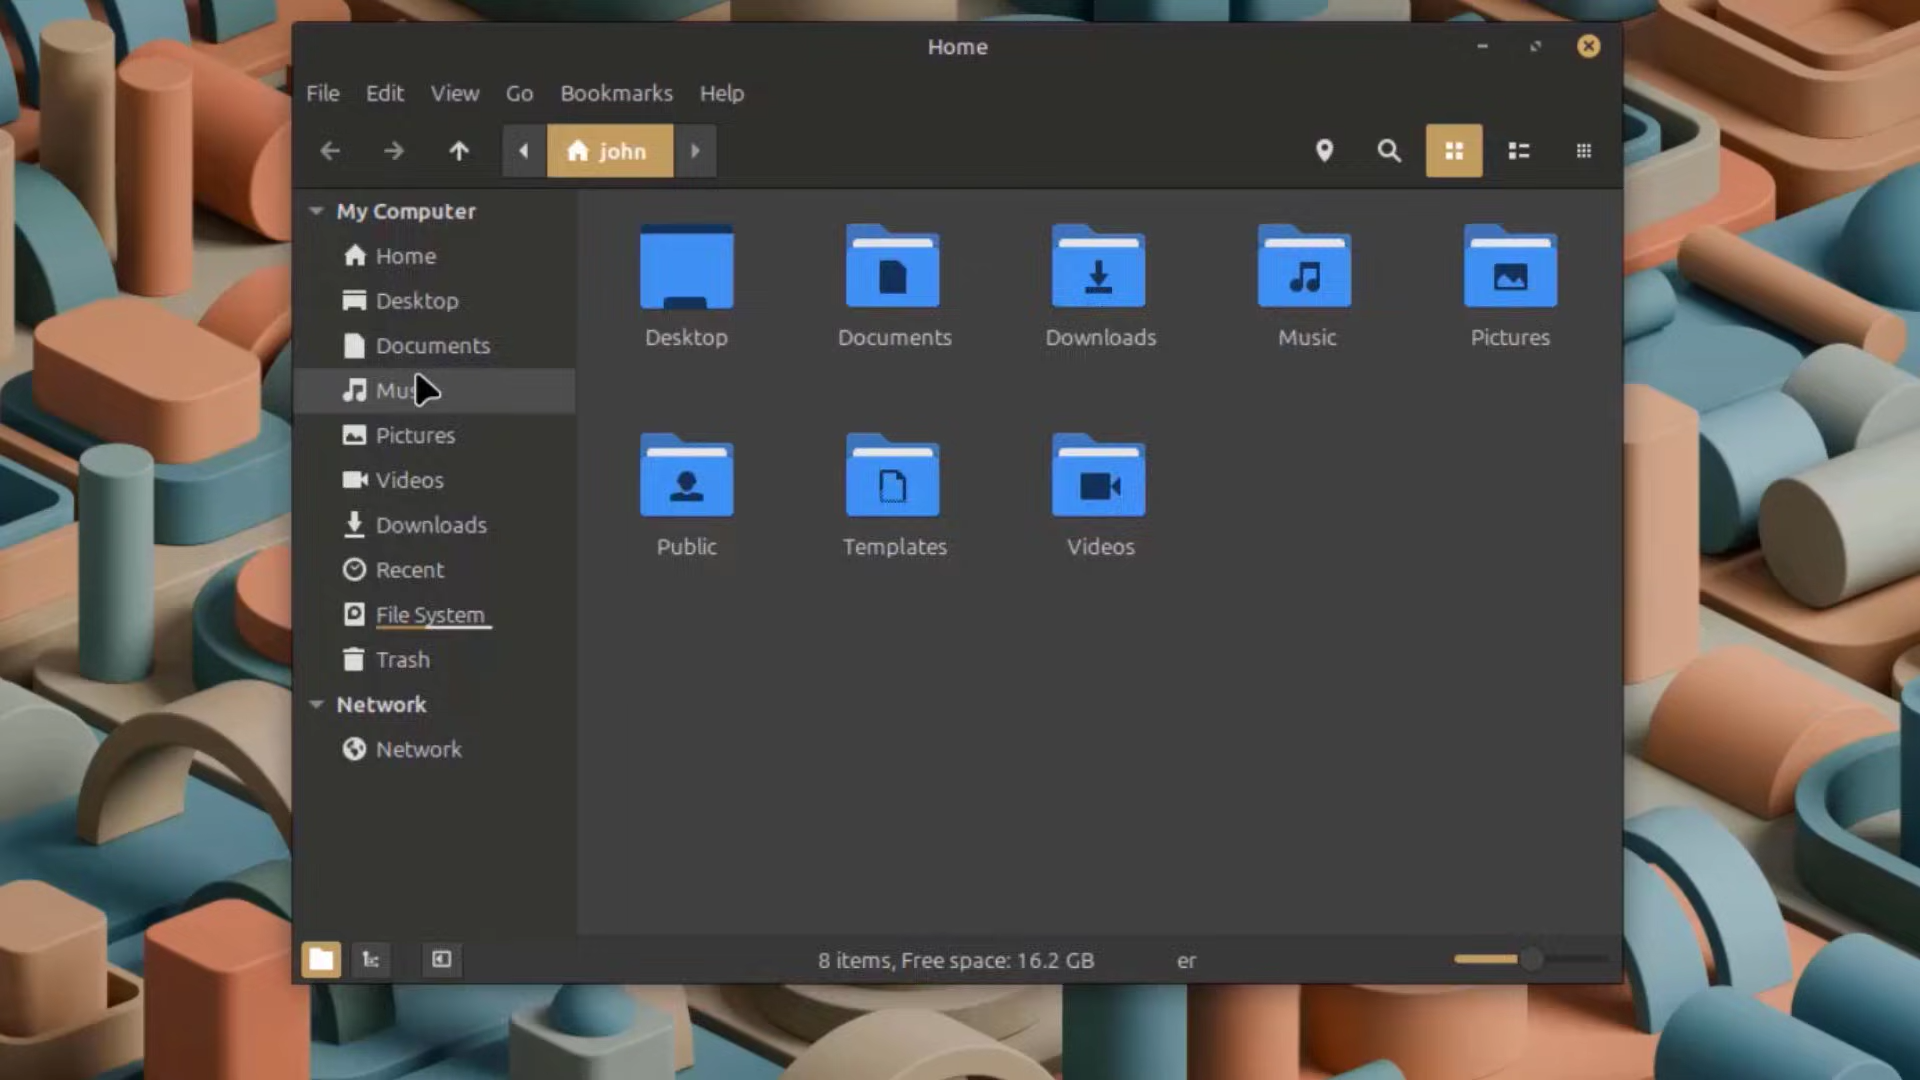 Home
File Edit View Go Bookmarks Help
john
My Computer
Home
Desktop
Documents
Mus
Pictures
Videos
Downloads
Recent
File System
Trash
Network
Network
Desktop Documents Downloads Music Pictures
Public Templates Videos
8 items, Free space: 16.2 GB er